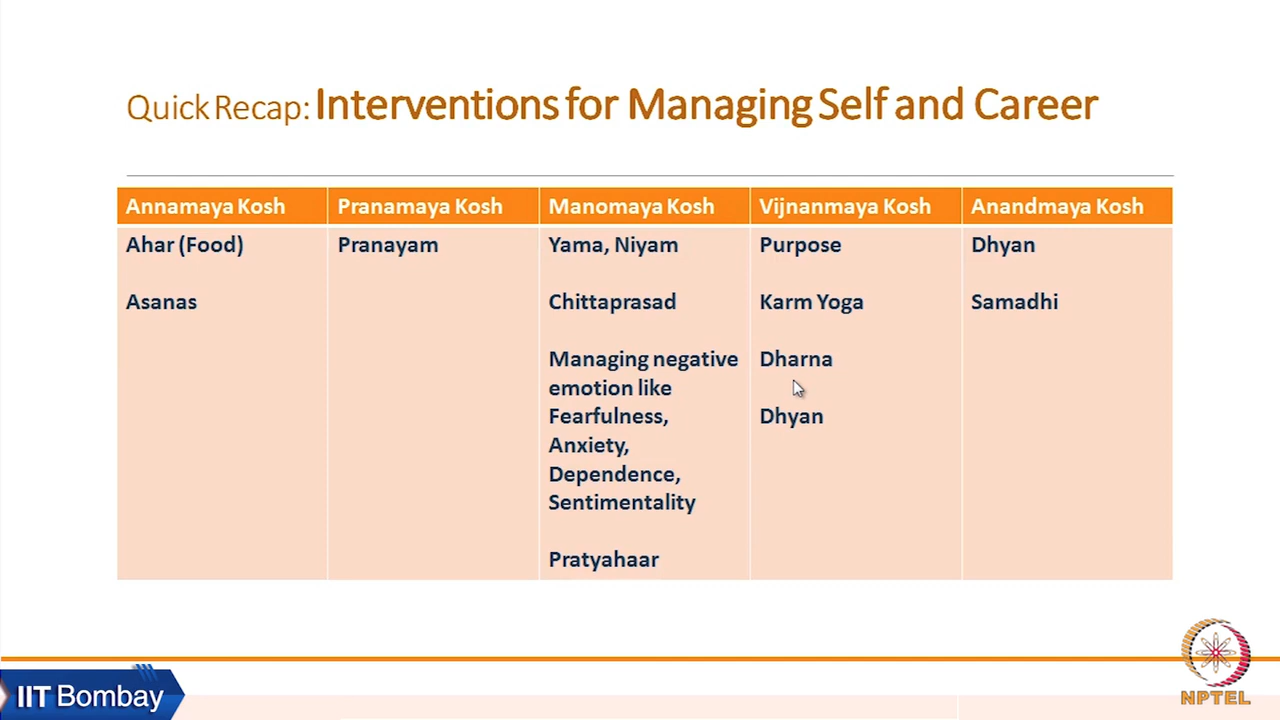 Quick Recap: Interventions for Managing Self and Career
Annamaya Kosh
Pranamaya Kosh
Manomaya Kosh
Vijnanmaya Kosh
Anandmaya Kosh
Ahar (Food)
Asanas
Pranayam
Yama, Niyam
Chittaprasad
Managing negative
emotion like
Fearfulness,
Anxiety,
Dependence,
Sentimentality
Pratyahaar
Purpose
Karm Yoga
Dharna
Dhyan
Dhyan
Samadhi
IIT Bombay
NPTEL